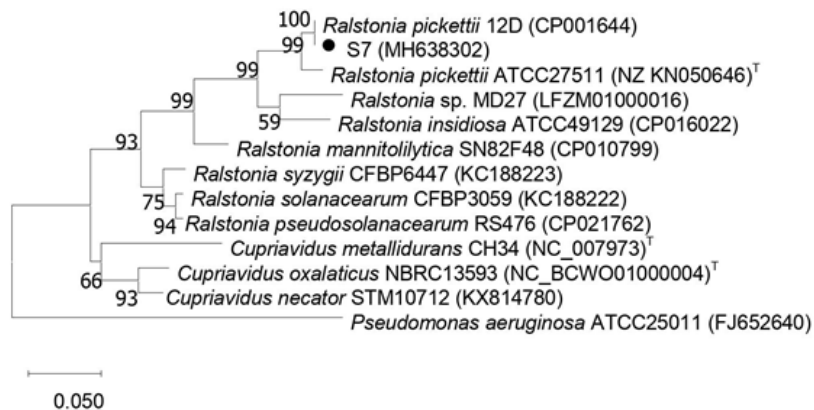 100 Ralstonia pickettii 12D (CP001644)
99 S7 (MH638302)
Ralstonia pickettii ATCC27511 (NZ KN050646)T
99
Ralstonia sp. MD27 (LFZM01000016)
99
59 Ralstonia insidiosa ATCC49129 (CP016022)
93 Ralstonia mannitolilytica SN82F48 (CP010799)
Ralstonia syzygii CFBP6447 (KC188223)
75 Ralstonia solanacearum CFBP3059 (KC188222)
94 Ralstonia pseudosolanacearum RS476 (CP021762)
Cupriavidus metallidurans CH34 (NC_007973)T
66 Cupriavidus oxalaticus NBRC13593 (NC_BCWO01000004)T
93 Cupriavidus necator STM10712 (KX814780)
Pseudomonas aeruginosa ATCC25011 (FJ652640)
0.050